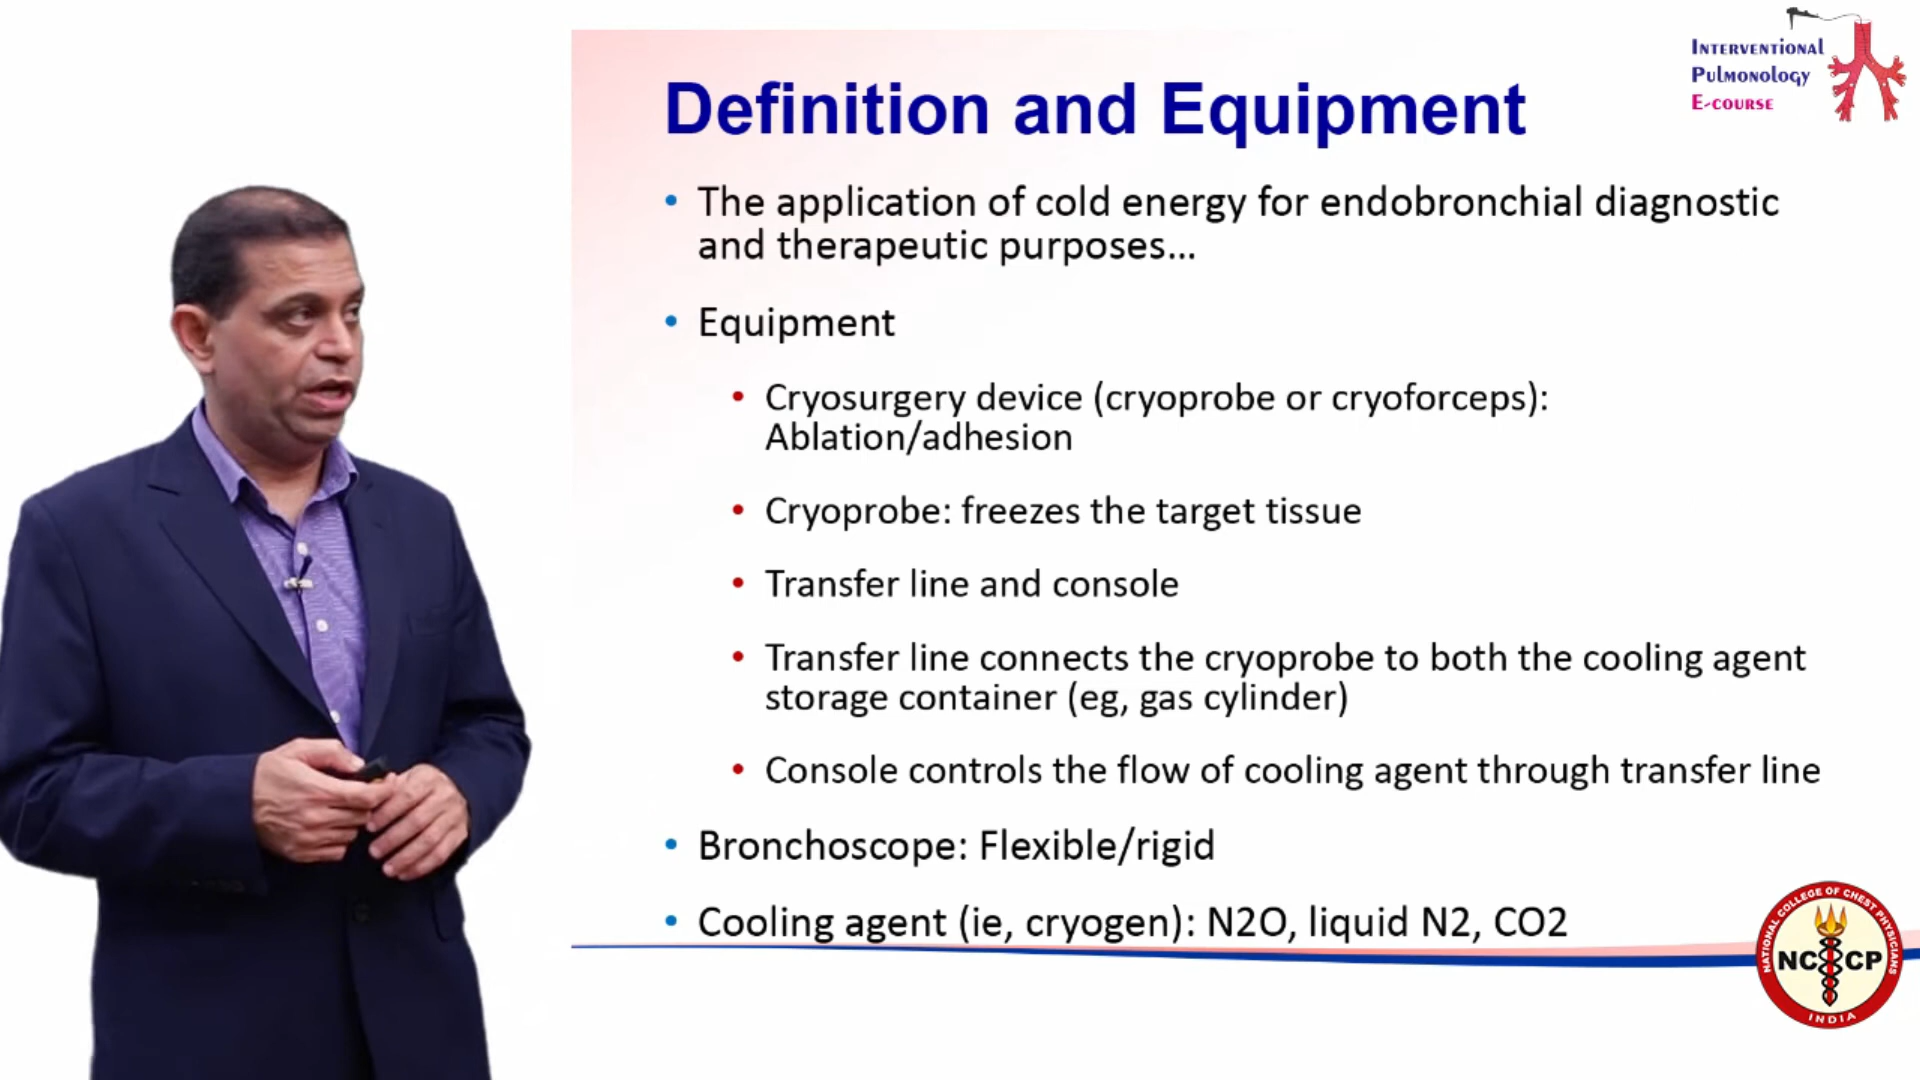 Interventional
Pulmonology
E-course
Definition and Equipment
• The application of cold energy for endobronchial diagnostic
and therapeutic purposes...
• Equipment
• Cryosurgery device (cryoprobe or cryoforceps):
Ablation/adhesion
• Cryoprobe: freezes the target tissue
• Transfer line and console
• Transfer line connects the cryoprobe to both the cooling agent
storage container (eg, gas cylinder)
• Console controls the flow of cooling agent through transfer line
• Bronchoscope: Flexible/rigid
• Cooling agent (ie, cryogen): N2O, liquid N2, CO2
NATIONAL COLLEGE OF CHEST PHYSICIANS
NCCP
INDIA